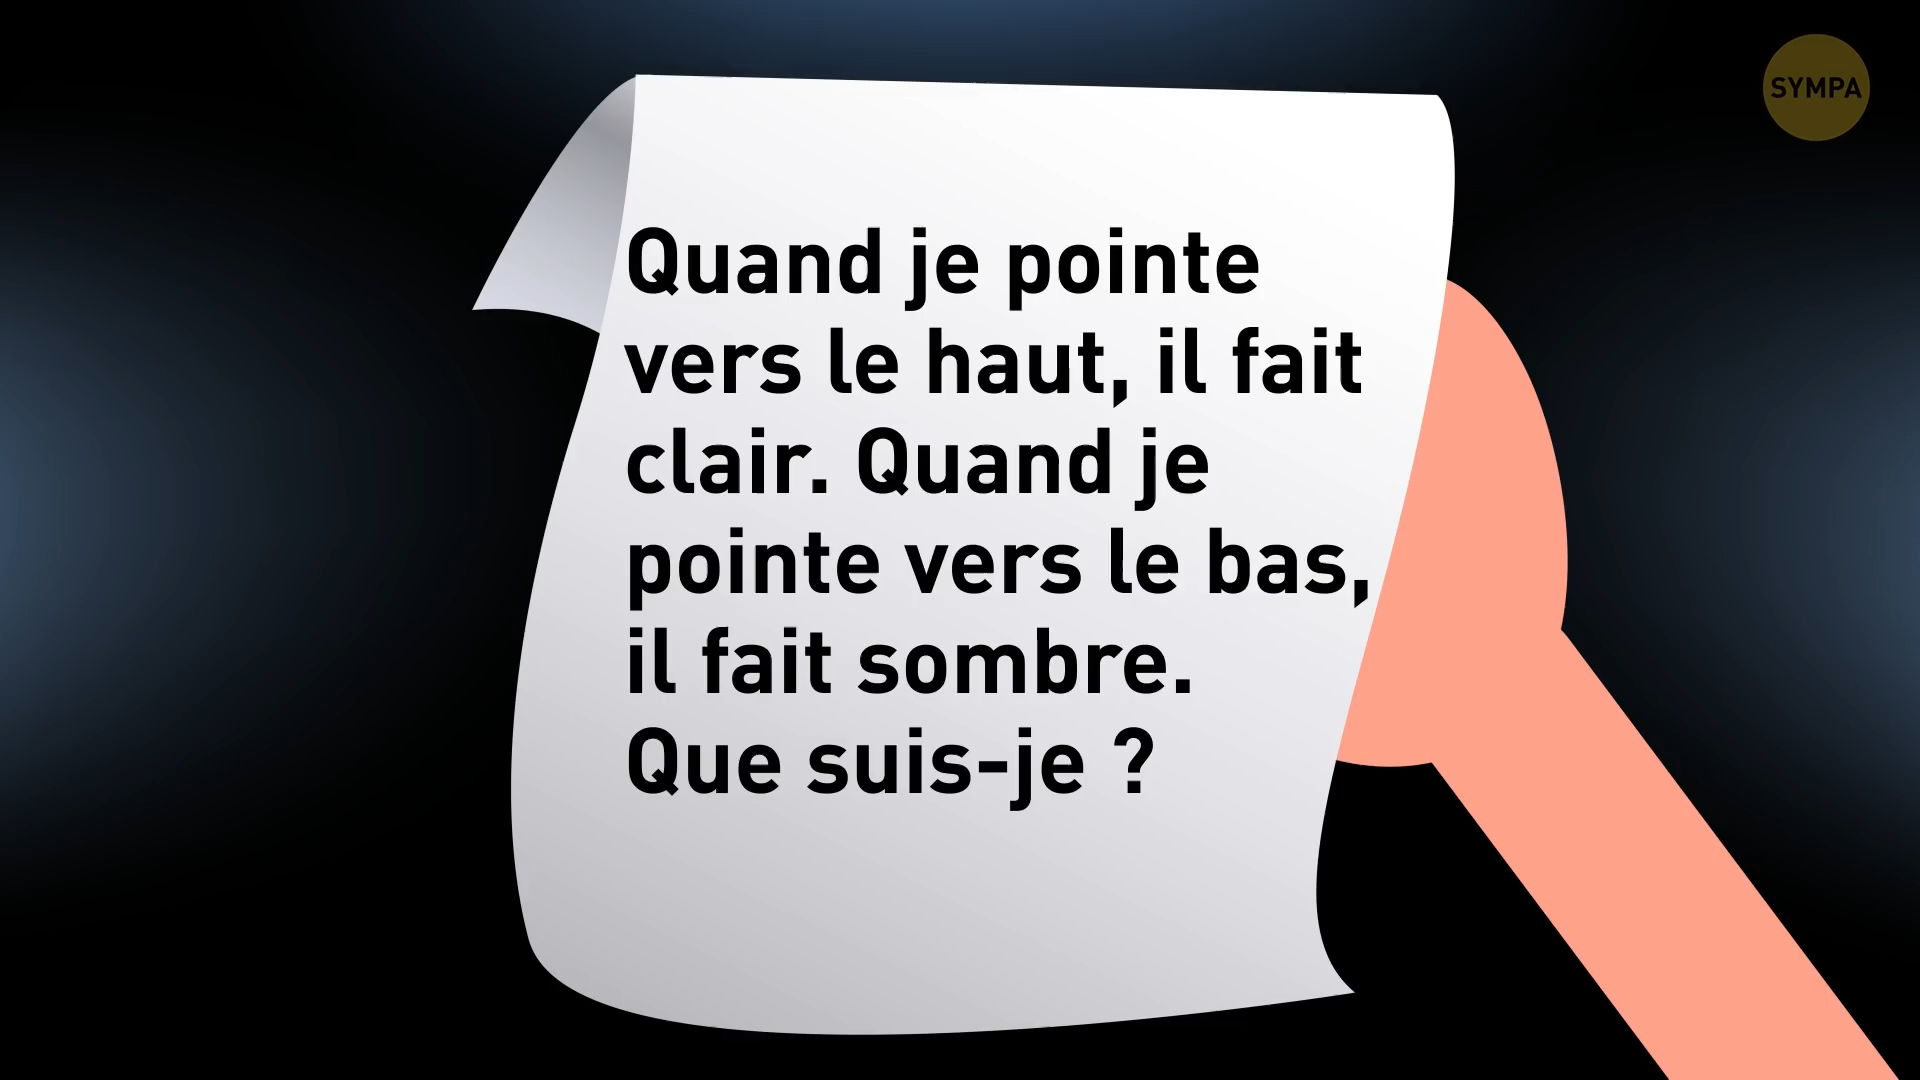 SYMPA
Quand je pointe
vers le haut, il fait
clair. Quand je
pointe vers le bas,
il fait sombre.
Que suis-je ?